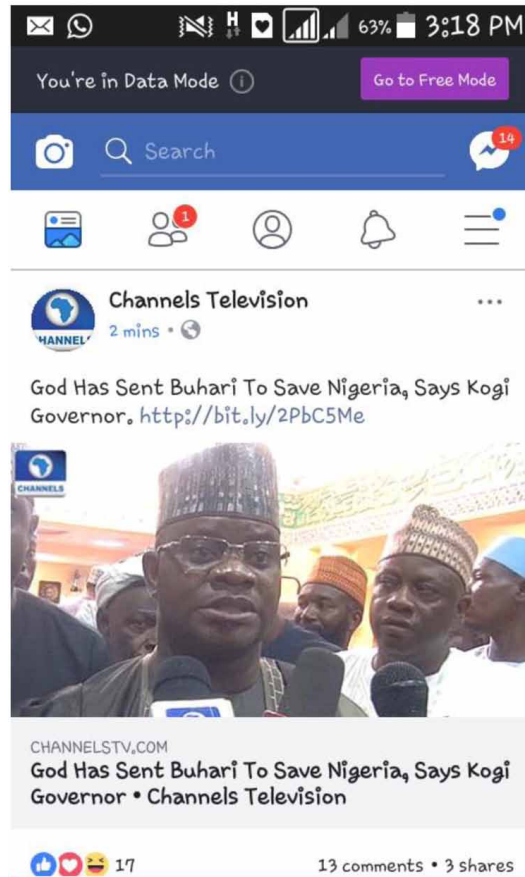 H
63%
3:18 PM
You're in Data Mode
Go to Free Mode
Search
14
1
Channels Television
HANNEL
2 mins •
God Has Sent Buhari To Save Nigeria, Says Kogi
Governor. http://bit.ly/2PbC5Me
CHANNELS
CHANNELSTV.COM
God Has Sent Buhari To Save Nigeria, Says Kogi
Governor • Channels Television
17
13 comments • 3 shares